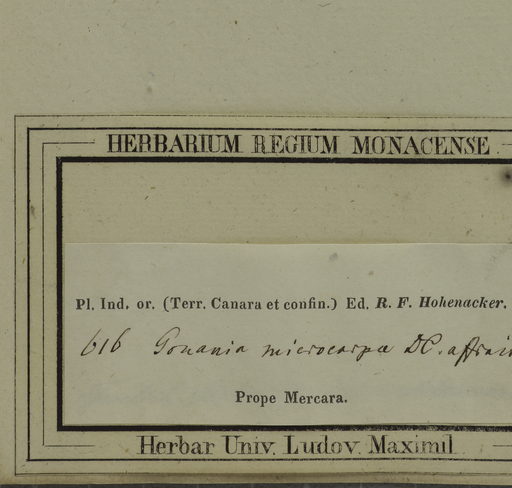 HERBARIUM REGIUM MONACENSE
Pl. Ind. or. (Terr. Canara et confin.) Ed. R. F. Hohenacker.
616 Gouania microcarpa DC.
Prope Mercara.
Herbar Univ. Ludov. Maximil